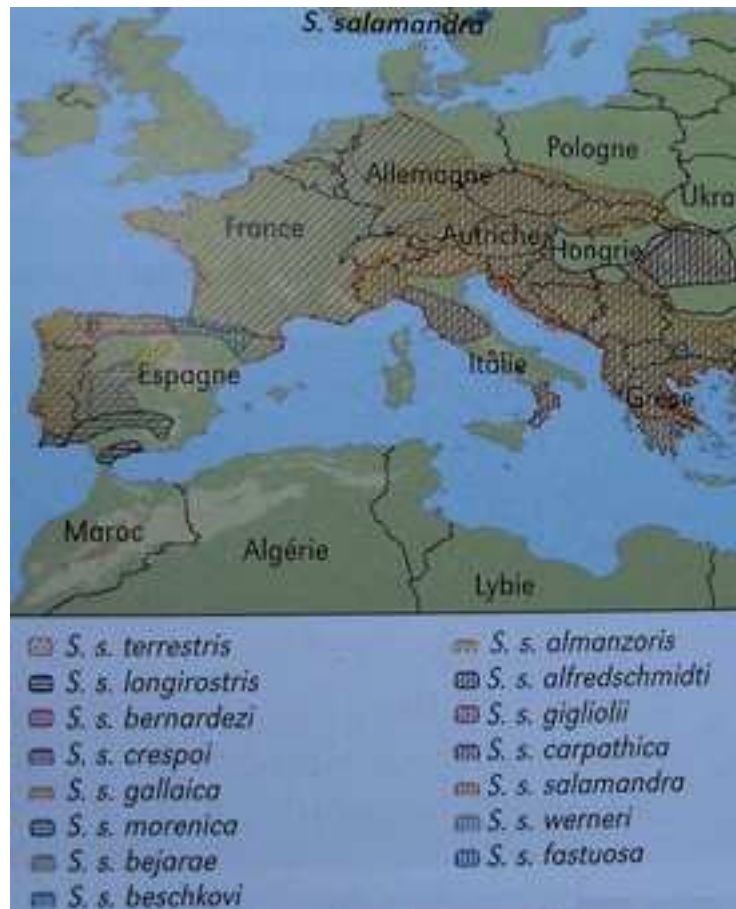 S. salamandra
Pologne
Allemagne
Ukra
France
Autriche
Hongrie
Espagne
Itâlie
Grèce
Maroc
Algérie
Lybie
S. s. terrestris
S. s. longirostris
S. s. bernardezi
S. s. crespoi
S. s. gallaica
S. s. morenica
S. s. bejarae
S. s. beschkovi
S. s. almanzoris
S. s. alfredschmidti
S. s. gigliolii
S. s. carpathica
S. s. salamandra
S. s. werneri
S. s. fastuosa